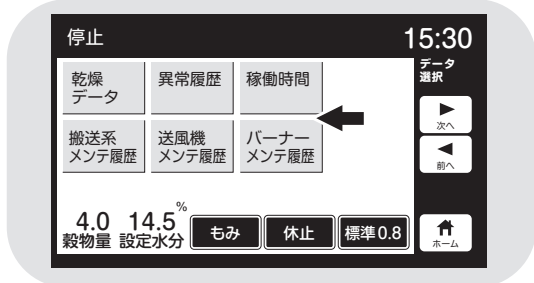 停止
15:30
データ
選択
乾燥
データ
異常履歴
稼働時間
搬送系
メンテ履歴
送風機
メンテ履歴
バーナー
メンテ履歴
次へ
前へ
4.0 14.5%
穀物量 設定水分
もみ
休止
標準0.8
ホーム